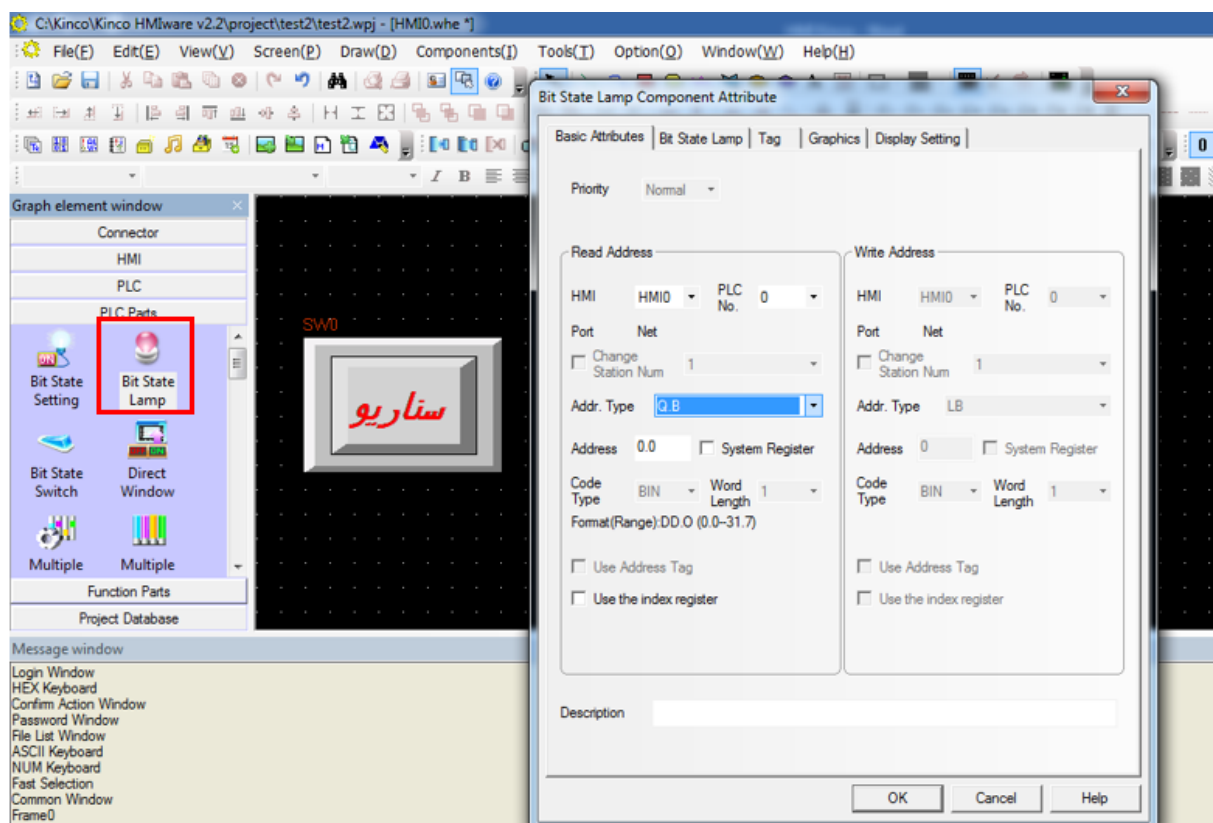 C:\Kinco\Kinco HMIware v2.2\project\test2\test2.wpj - [HMI0.whe *]
File(F) Edit(E) View(V) Screen(P) Draw(D) Components(I) Tools(T) Option(O) Window(W) Help(H)
Graph element window
Connector
HMI
PLC
PLC Parts
Bit State Setting
Bit State Lamp
Bit State Switch
Direct Window
Multiple
Multiple
Function Parts
Project Database
SW0
ستاريو
Message window
Login Window
HEX Keyboard
Confirm Action Window
Password Window
File List Window
ASCII Keyboard
NUM Keyboard
Fast Selection
Common Window
Frame0
Bit State Lamp Component Attribute
Basic Attributes Bit State Lamp Tag Graphics Display Setting
Priority Normal
Read Address
HMI HMI0 PLC No. 0
Port Net
Change Station Num 1
Addr. Type Q.B
Address 0.0 System Register
Code Type BIN Word Length 1
Format(Range):DD.O (0.0--31.7)
Use Address Tag
Use the index register
Write Address
HMI HMI0 PLC No. 0
Port Net
Change Station Num 1
Addr. Type LB
Address 0 System Register
Code Type BIN Word Length 1
Use Address Tag
Use the index register
Description
OK Cancel Help